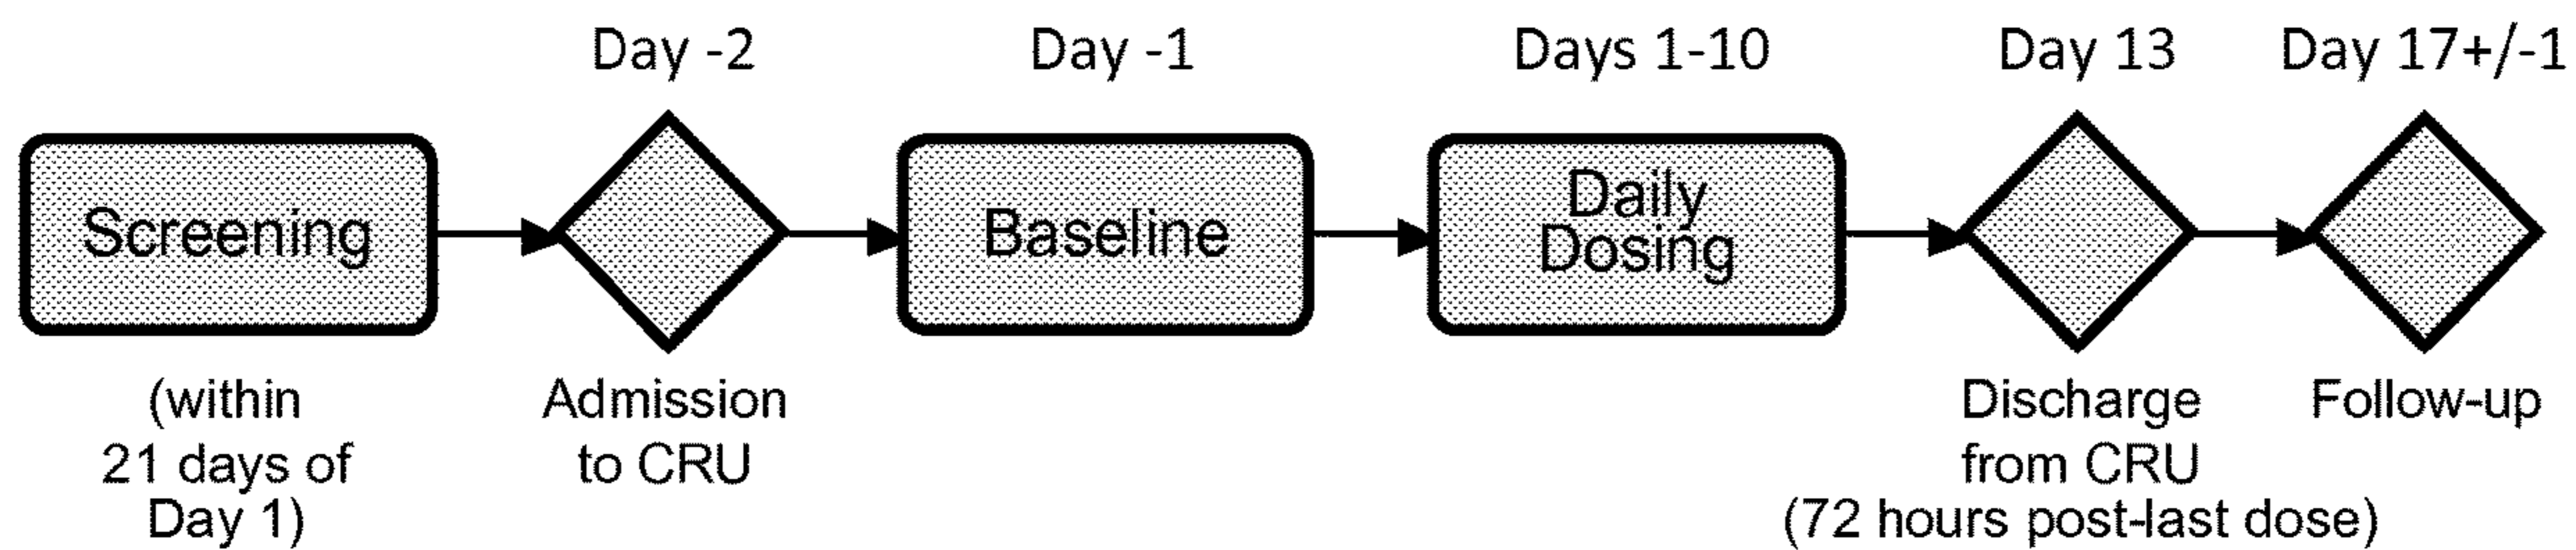 Day -2
Day -1
Days 1-10
Day 13
Day 17+/-1
Screening
Baseline
Daily
Dosing
(within
21 days of
Day 1)
Admission
to CRU
Discharge
from CRU
(72 hours post-last dose)
Follow-up